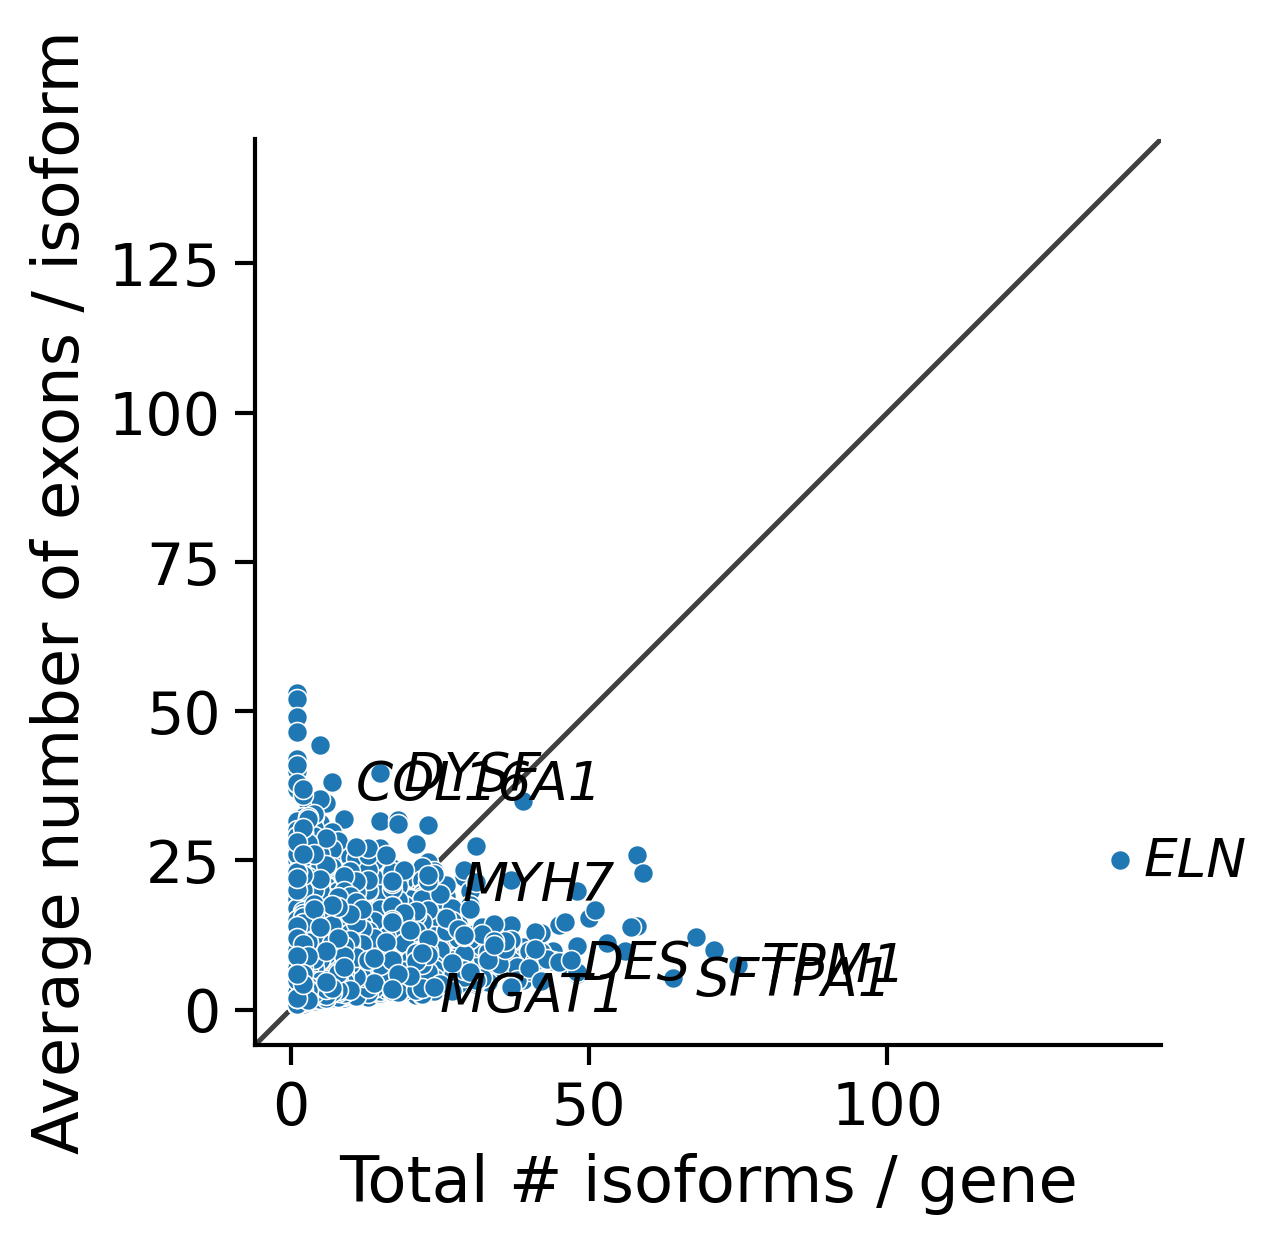 Average number of exons / isoform
125
100
75
50
25
0
DYSF
COL16A1
MYH7
ELN
DES
TPM1
SFTPA1
MGAT1
0
50
100
Total # isoforms / gene